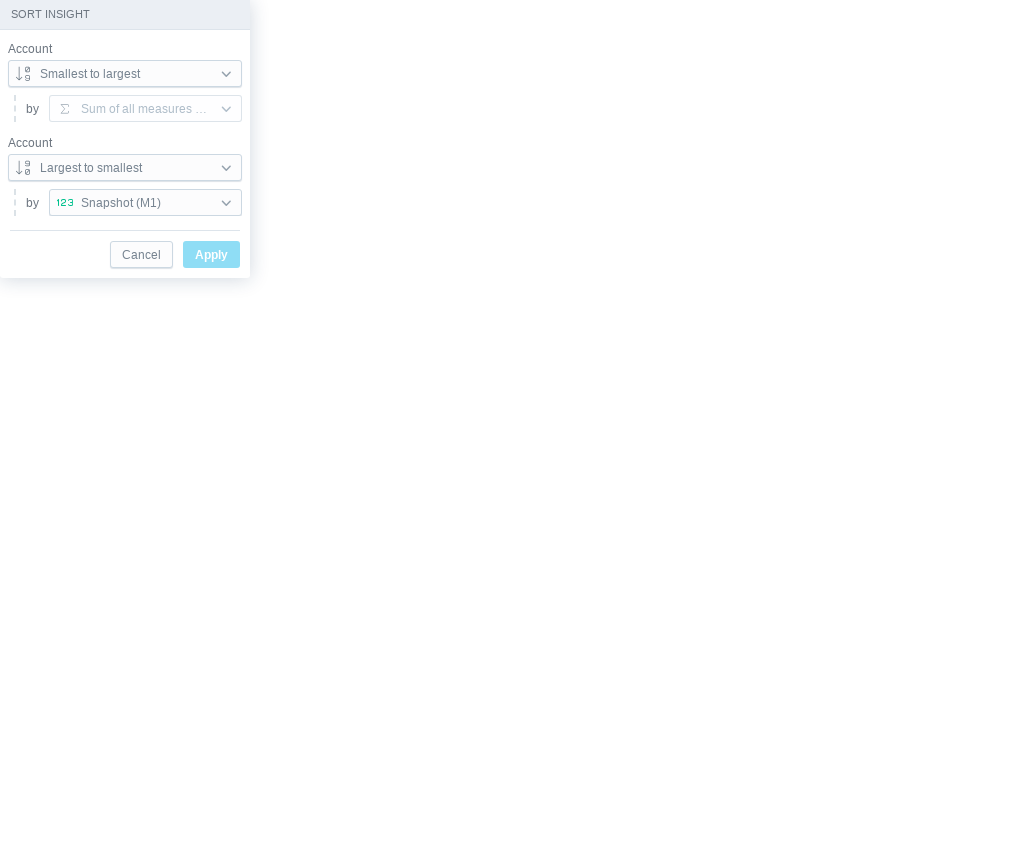 SORT INSIGHT
Account
Smallest to largest
by
Sum of all measures …
Account
Largest to smallest
by
123 Snapshot (M1)
Cancel
Apply